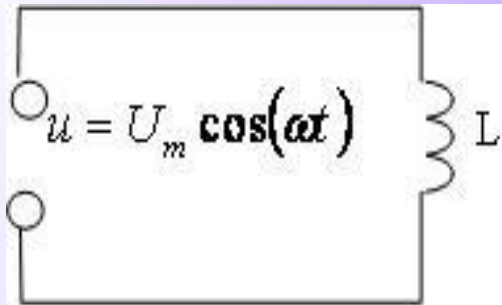 u = U_m cos(ωt)
L